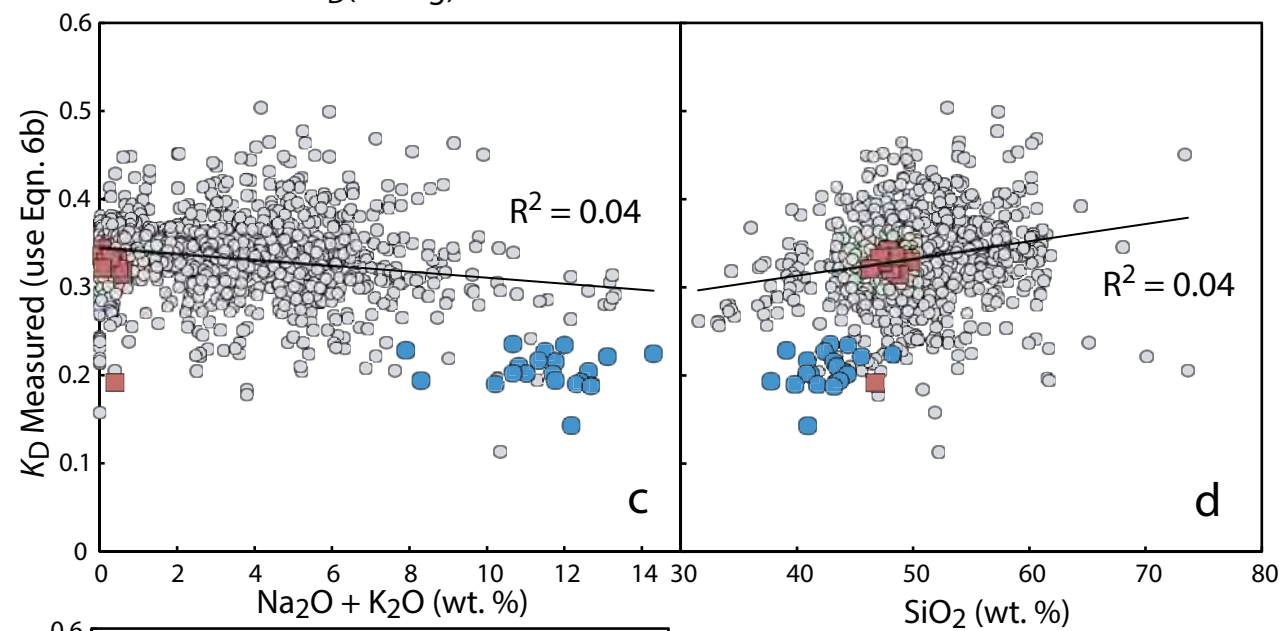 0.6
0.5
0.4
0.3
0.2
0.1
0
K_D Measured (use Eqn. 6b)
R² = 0.04
c
0 2 4 6 8 10 12 14
Na₂O + K₂O (wt. %)
R² = 0.04
d
30 40 50 60 70 80
SiO₂ (wt. %)